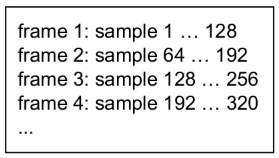 frame 1: sample 1 … 128
frame 2: sample 64 … 192
frame 3: sample 128 … 256
frame 4: sample 192 … 320
...